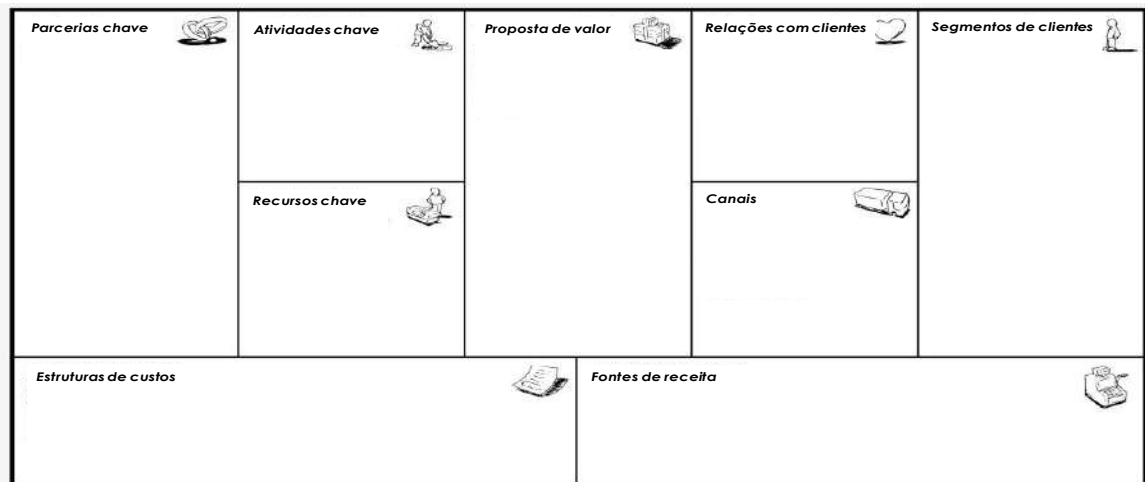 Parcerias chave
Atividades chave
Proposta de valor
Relações com clientes
Segmentos de clientes
Recursos chave
Canais
Estruturas de custos
Fontes de receita